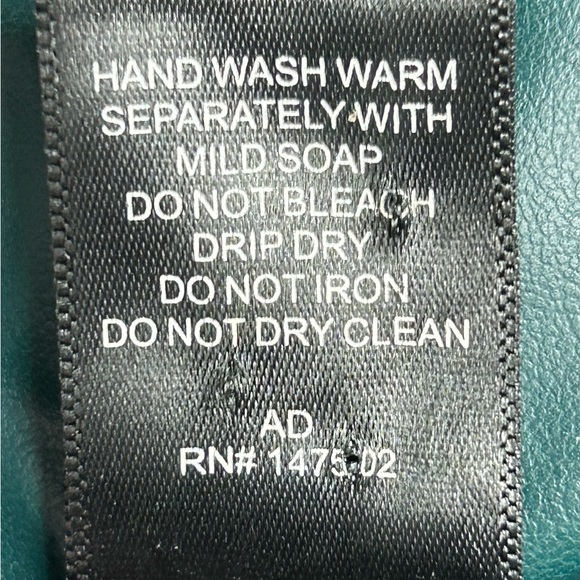 HAND WASH WARM
SEPARATELY WITH
MILD SOAP
DO NOT BLEACH
DRIP DRY
DO NOT IRON
DO NOT DRY CLEAN
AD
RN# 147502